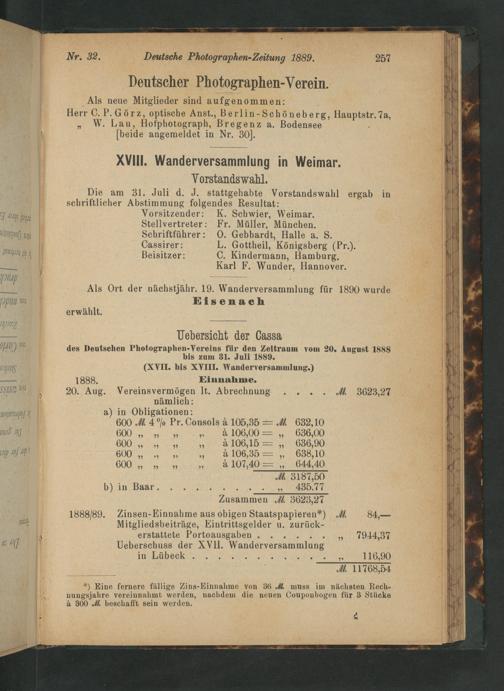 Nr. 32. Deutsche Photographen-Zeitung 1889. 257
Deutscher Photographen-Verein.
Als neue Mitglieder sind aufgenommen:
Herr C. P. Görz, optische Anst., Berlin-Schöneberg, Hauptstr. 7a,
„ W. Lau, Hofphotograph, Bregenz a. Bodensee
[beide angemeldet in Nr. 30].
XVIII. Wanderversammlung in Weimar.
Vorstandswahl.
Die am 31. Juli d. J. stattgehabte Vorstandswahl ergab in
schriftlicher Abstimmung folgendes Resultat:
Vorsitzender: K. Schwier, Weimar.
Stellvertreter: Fr. Müller, München.
Schriftführer: O. Gebhardt, Halle a. S.
Cassirer: L. Gottheil, Königsberg (Pr.).
Beisitzer: C. Kindermann, Hamburg.
Karl F. Wunder, Hannover.
Als Ort der nächstjähr. 19. Wanderversammlung für 1890 wurde
Eisenach
erwählt.
Uebersicht der Cassa
des Deutschen Photographen-Vereins für den Zeitraum vom 20. August 1888
bis zum 31. Juli 1889.
(XVII. bis XVIII. Wanderversammlung.)
1888. Einnahme.
20. Aug. Vereinsvermögen lt. Abrechnung . . . . ℳ 3623,27
nämlich:
a) in Obligationen:
600 ℳ 4 % Pr. Consols à 105,35 = ℳ 632,10
600 „ „ „ „ à 106,00 = „ 636,00
600 „ „ „ „ à 106,15 = „ 636,90
600 „ „ „ „ à 106,35 = „ 638,10
600 „ „ „ „ à 107,40 = „ 644,40
ℳ 3187,50
b) in Baar . . . . . . . . . „ 435,77
Zusammen ℳ 3623,27
1888/89. Zinsen-Einnahme aus obigen Staatspapieren*) ℳ 84,—
Mitgliedsbeiträge, Eintrittsgelder u. zurück-
erstattete Portoausgaben . . . . . . „ 7944,37
Ueberschuss der XVII. Wanderversammlung
in Lübeck . . . . . . . . . . . „ 116,90
ℳ 11768,54
*) Eine fernere fällige Zins-Einnahme von 36 ℳ muss im nächsten Rech-
nungsjahre vereinnahmt werden, nachdem die neuen Couponbogen für 3 Stücke
à 300 ℳ beschafft sein werden.